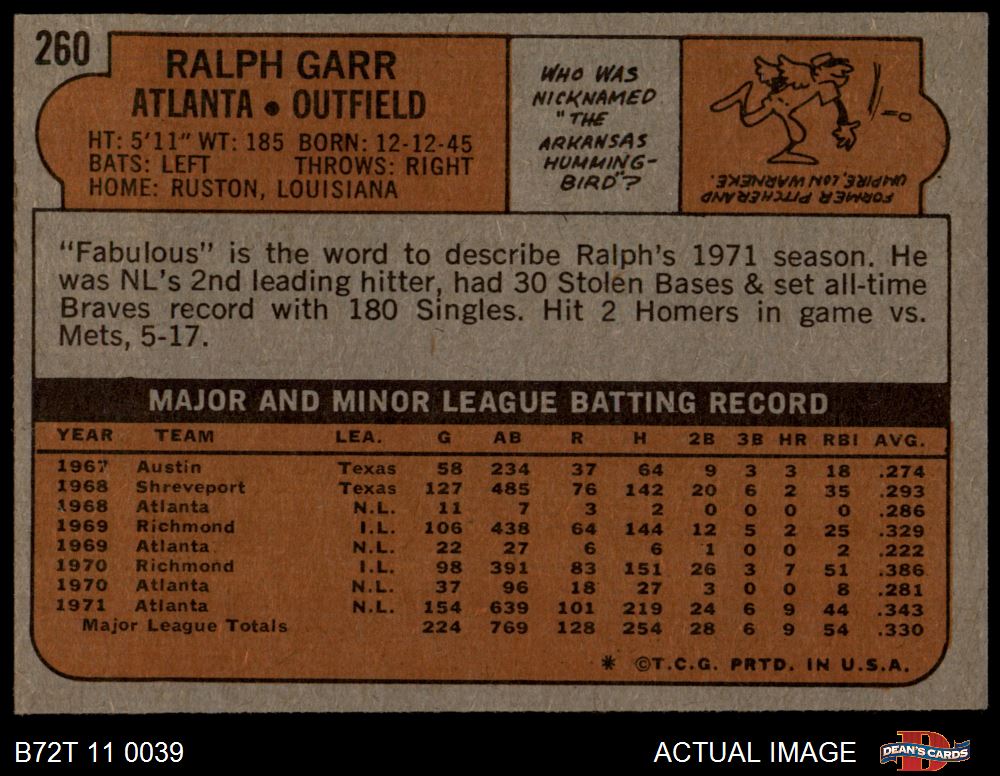 260
RALPH GARR
ATLANTA • OUTFIELD
HT: 5'11" WT: 185 BORN: 12-12-45
BATS: LEFT THROWS: RIGHT
HOME: RUSTON, LOUISIANA
WHO WAS
NICKNAMED
"THE
ARKANSAS
HUMMING-
BIRD"?
FORMER PITCHER AND
UMPIRE, LON WARNEKE.
"Fabulous" is the word to describe Ralph's 1971 season. He
was NL's 2nd leading hitter, had 30 Stolen Bases & set all-time
Braves record with 180 Singles. Hit 2 Homers in game vs.
Mets, 5-17.
MAJOR AND MINOR LEAGUE BATTING RECORD
YEAR TEAM LEA. G AB R H 2B 3B HR RBI AVG.
1967 Austin Texas 58 234 37 64 9 3 3 18 .274
1968 Shreveport Texas 127 485 76 142 20 6 2 35 .293
1968 Atlanta N.L. 11 7 3 2 0 0 0 0 .286
1969 Richmond I.L. 106 438 64 144 12 5 2 25 .329
1969 Atlanta N.L. 22 27 6 6 1 0 0 2 .222
1970 Richmond I.L. 98 391 83 151 26 3 7 51 .386
1970 Atlanta N.L. 37 96 18 27 3 0 0 8 .281
1971 Atlanta N.L. 154 639 101 219 24 6 9 44 .343
Major League Totals 224 769 128 254 28 6 9 54 .330
* ©T.C.G. PRTD. IN U.S.A.
B72T 11 0039
ACTUAL IMAGE
D
DEAN'S CARDS